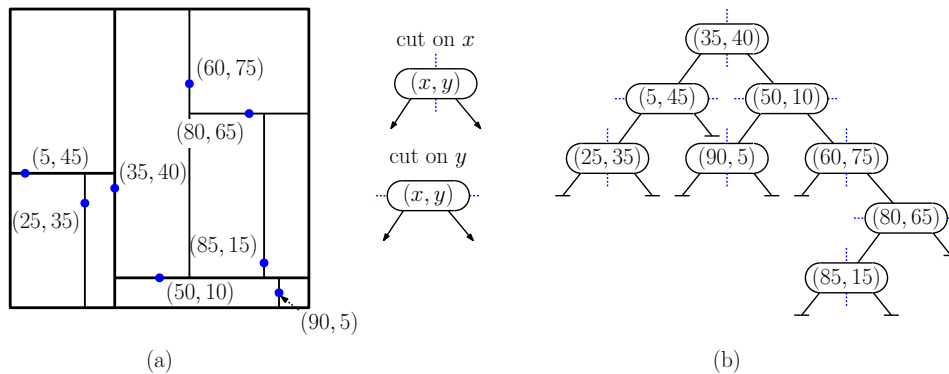 (60, 75)
(80, 65)
(5, 45)
(35, 40)
(25, 35)
(85, 15)
(50, 10)
(90, 5)
(a)
cut on x
(x, y)
cut on y
(x, y)
(35, 40)
(5, 45) (50, 10)
(25, 35) (90, 5) (60, 75)
(80, 65)
(85, 15)
(b)